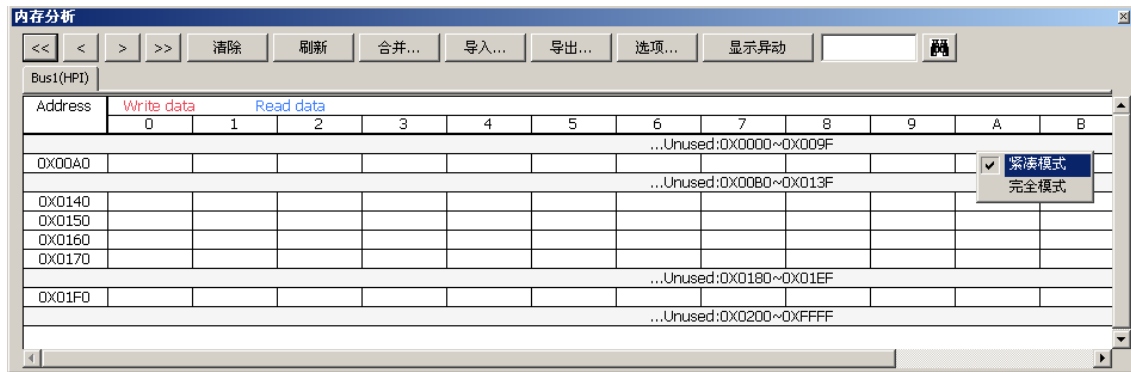 内存分析
<< < > >> 清除 刷新 合并... 导入... 导出... 选项... 显示异动
Bus1(HPI)
Address Write data Read data
0 1 2 3 4 5 6 7 8 9 A B
...Unused:0X0000~0X009F
0X00A0
紧凑模式
...Unused:0X00B0~0X013F
完全模式
0X0140
0X0150
0X0160
0X0170
...Unused:0X0180~0X01EF
0X01F0
...Unused:0X0200~0XFFFF